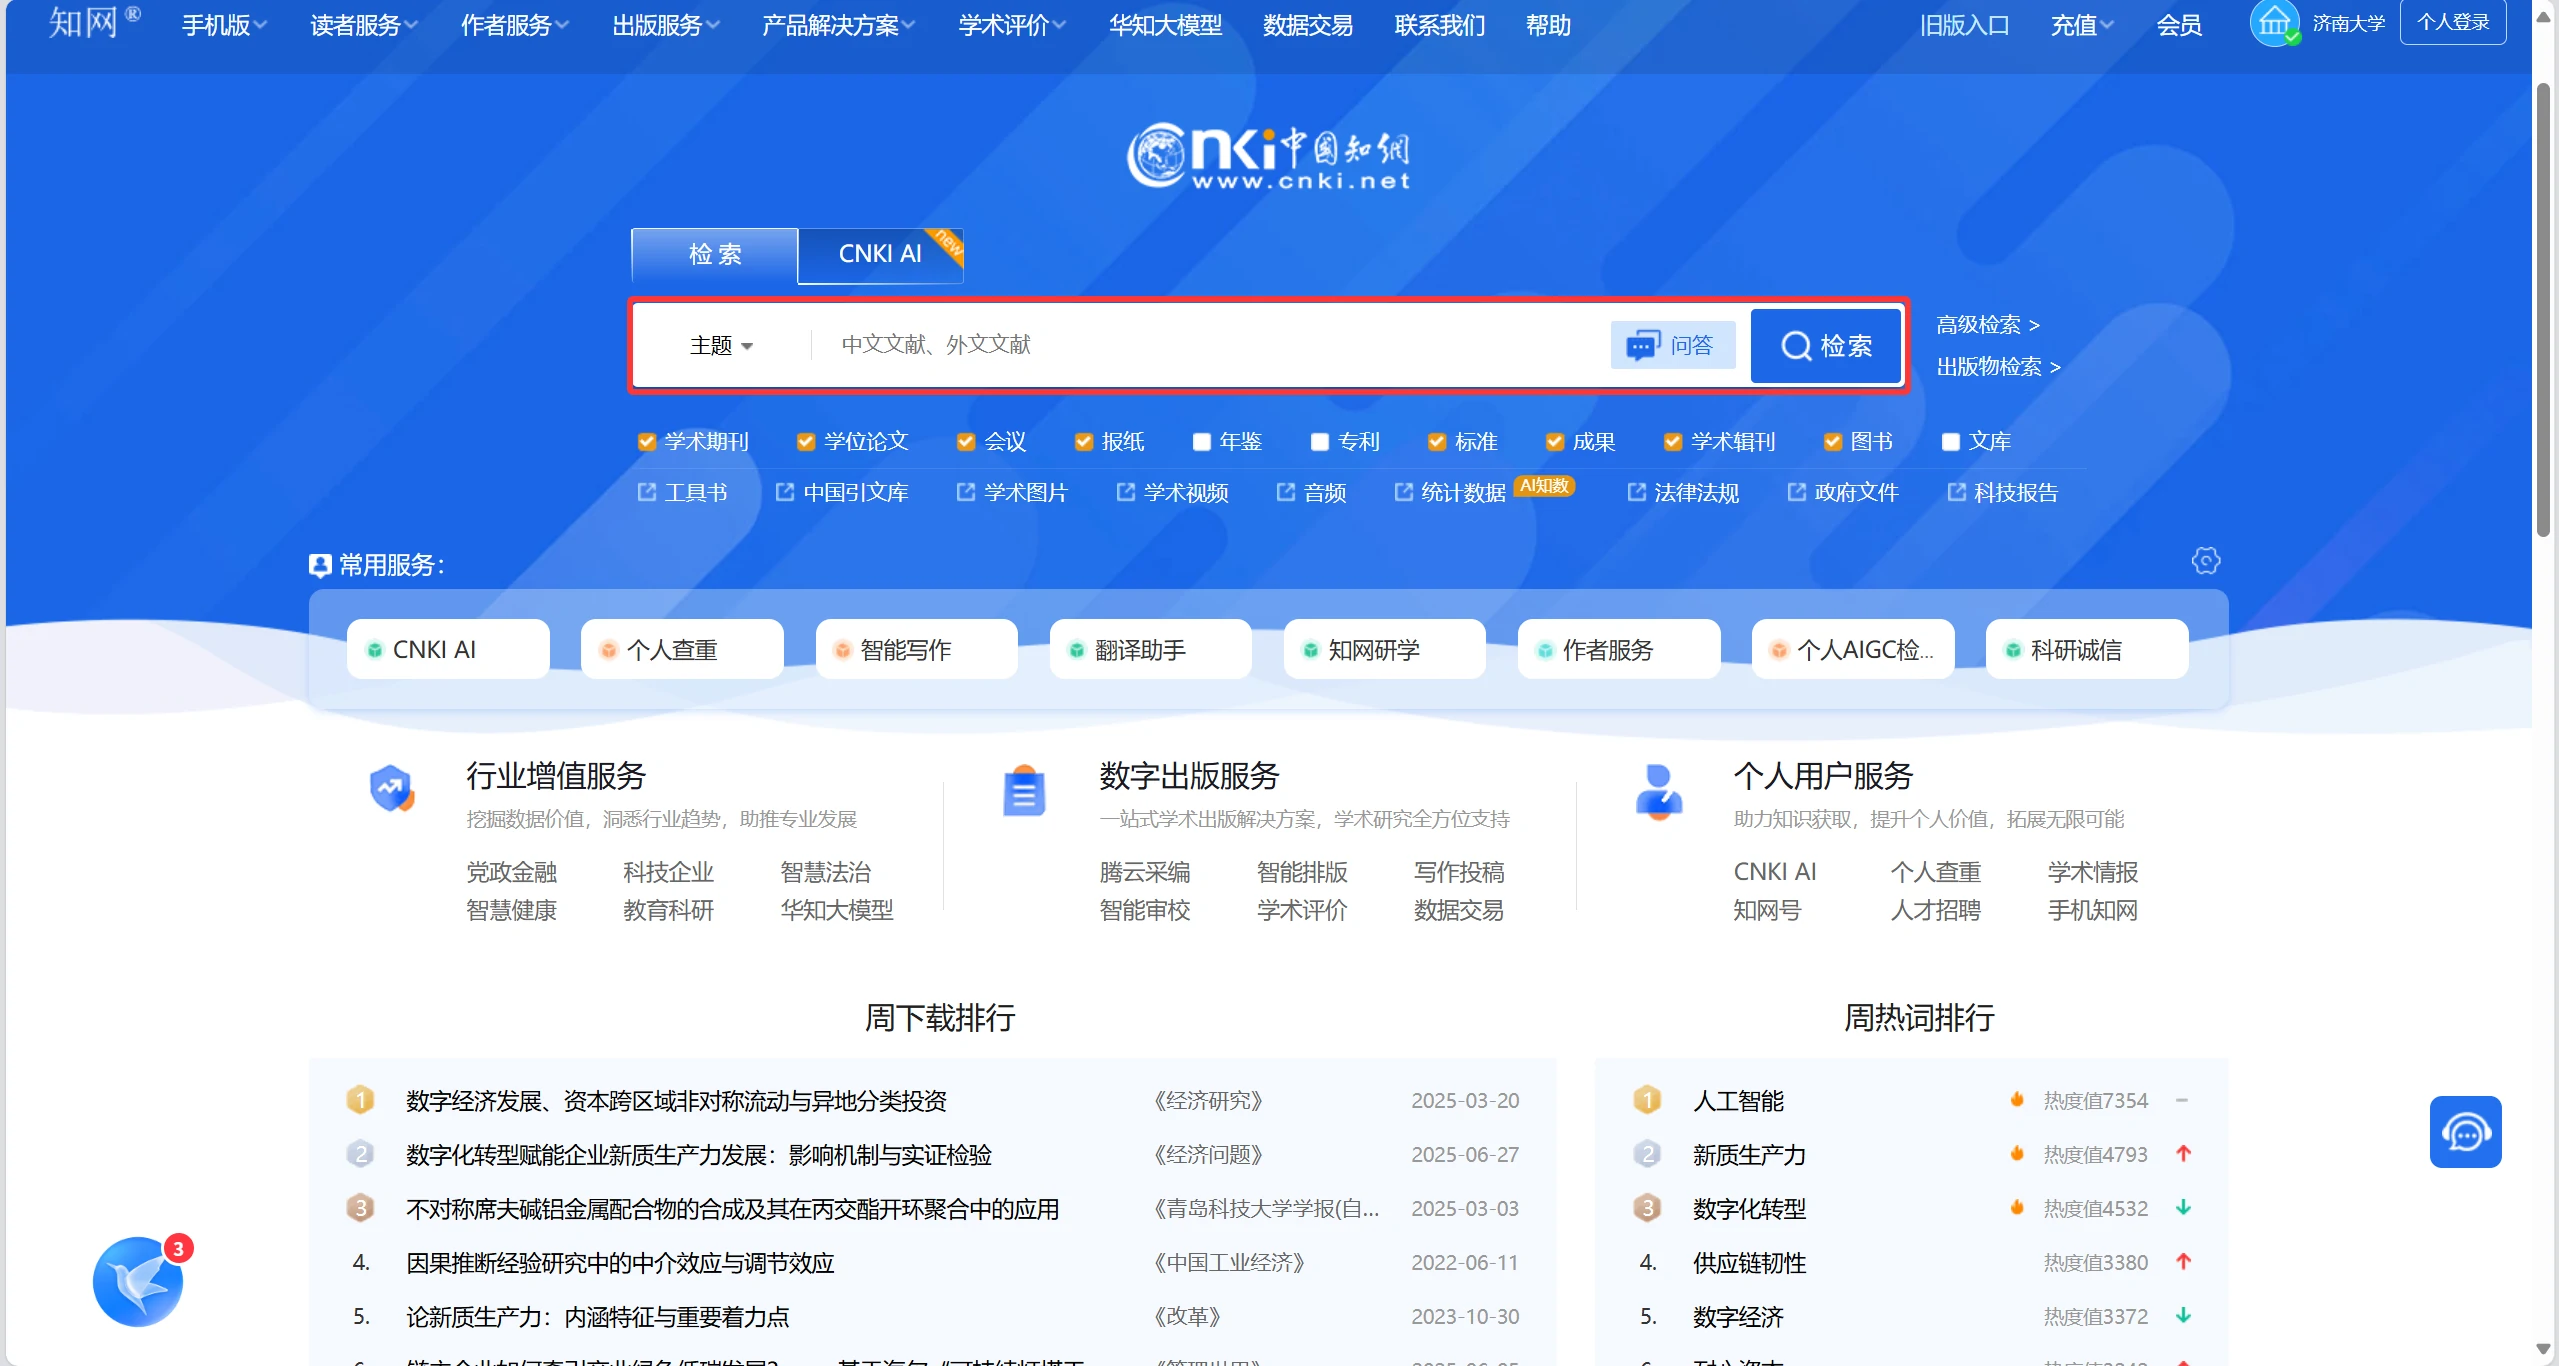 知网® 手机版 读者服务 作者服务 出版服务 产品解决方案 学术评价 华知大模型 数据交易 联系我们 帮助 旧版入口 充值 会员 济南大学 个人登录
cnki中国知网
www.cnki.net
检索 CNKI AI new
主题 中文文献、外文文献 问答 检索
高级检索 >
出版物检索 >
学术期刊 学位论文 会议 报纸 年鉴 专利 标准 成果 学术辑刊 图书 文库
工具书 中国引文库 学术图片 学术视频 音频 统计数据 AI知数 法律法规 政府文件 科技报告
常用服务：
CNKI AI 个人查重 智能写作 翻译助手 知网研学 作者服务 个人AIGC检... 科研诚信
行业增值服务
挖掘数据价值，洞悉行业趋势，助推专业发展
党政金融 科技企业 智慧法治
智慧健康 教育科研 华知大模型
数字出版服务
一站式学术出版解决方案，学术研究全方位支持
腾云采编 智能排版 写作投稿
智能审校 学术评价 数据交易
个人用户服务
助力知识获取，提升个人价值，拓展无限可能
CNKI AI 个人查重 学术情报
知网号 人才招聘 手机知网
周下载排行
1 数字经济发展、资本跨区域非对称流动与异地分类投资 《经济研究》 2025-03-20
2 数字化转型赋能企业新质生产力发展：影响机制与实证检验 《经济问题》 2025-06-27
3 不对称席夫碱铝金属配合物的合成及其在丙交酯开环聚合中的应用 《青岛科技大学学报(自... 2025-03-03
4. 因果推断经验研究中的中介效应与调节效应 《中国工业经济》 2022-06-11
5. 论新质生产力：内涵特征与重要着力点 《改革》 2023-10-30
周热词排行
1 人工智能 热度值7354
2 新质生产力 热度值4793
3 数字化转型 热度值4532
4. 供应链韧性 热度值3380
5. 数字经济 热度值3372
3